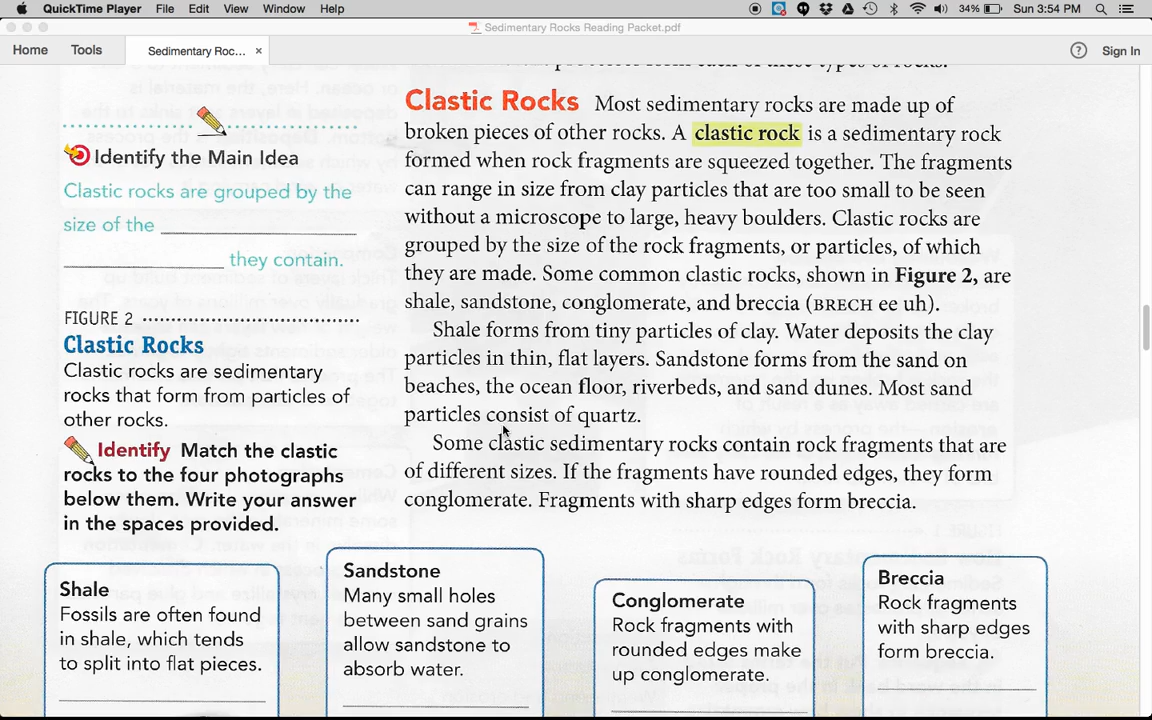 QuickTime Player File Edit View Window Help 34% Sun 3:54 PM
Sedimentary Rocks Reading Packet.pdf
Home Tools Sedimentary Roc... × ? Sign In
Clastic Rocks Most sedimentary rocks are made up of
broken pieces of other rocks. A clastic rock is a sedimentary rock
formed when rock fragments are squeezed together. The fragments
can range in size from clay particles that are too small to be seen
without a microscope to large, heavy boulders. Clastic rocks are
grouped by the size of the rock fragments, or particles, of which
they are made. Some common clastic rocks, shown in Figure 2, are
shale, sandstone, conglomerate, and breccia (BRECH ee uh).
Shale forms from tiny particles of clay. Water deposits the clay
particles in thin, flat layers. Sandstone forms from the sand on
beaches, the ocean floor, riverbeds, and sand dunes. Most sand
particles consist of quartz.
Some clastic sedimentary rocks contain rock fragments that are
of different sizes. If the fragments have rounded edges, they form
conglomerate. Fragments with sharp edges form breccia.
Identify the Main Idea
Clastic rocks are grouped by the
size of the
they contain.
FIGURE 2
Clastic Rocks
Clastic rocks are sedimentary
rocks that form from particles of
other rocks.
Identify Match the clastic
rocks to the four photographs
below them. Write your answer
in the spaces provided.
Shale
Fossils are often found
in shale, which tends
to split into flat pieces.
Sandstone
Many small holes
between sand grains
allow sandstone to
absorb water.
Conglomerate
Rock fragments with
rounded edges make
up conglomerate.
Breccia
Rock fragments
with sharp edges
form breccia.